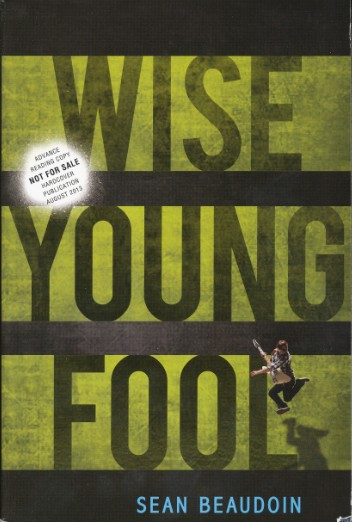 WISE
ADVANCE
READING COPY
NOT FOR SALE
HARDCOVER
PUBLICATION
AUGUST 2013
YOUNG
FOOL
SEAN BEAUDOIN